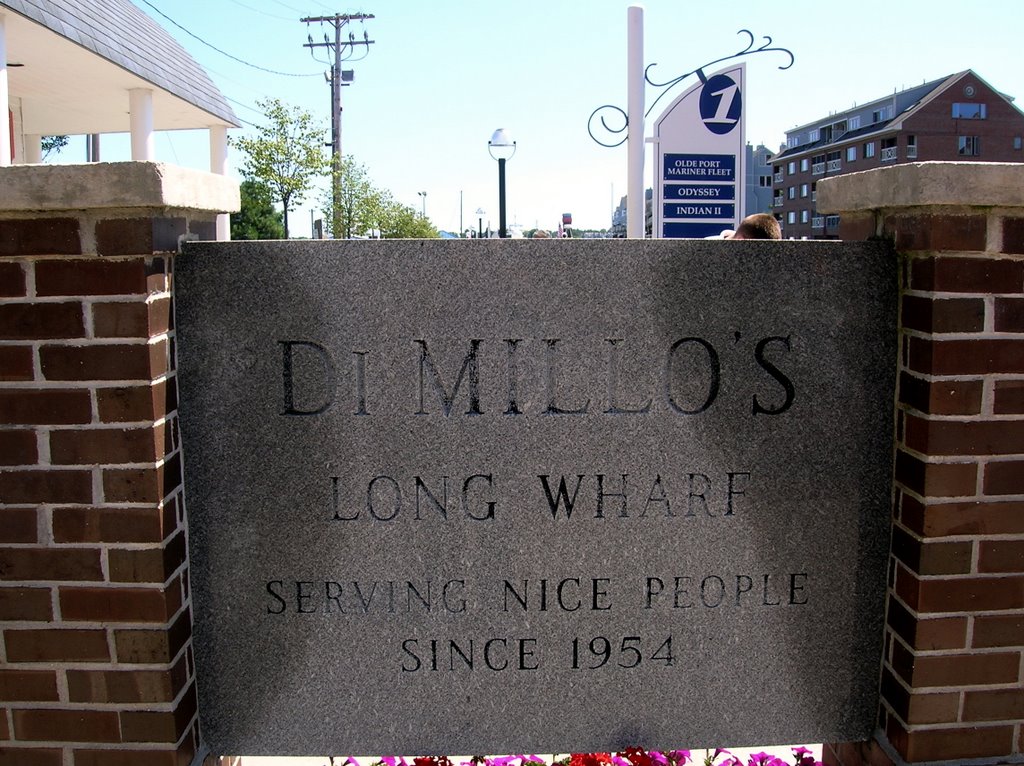 1
OLDE PORT
MARINER FLEET
ODYSSEY
INDIAN II
DI MILLO'S
LONG WHARF
SERVING NICE PEOPLE
SINCE 1954